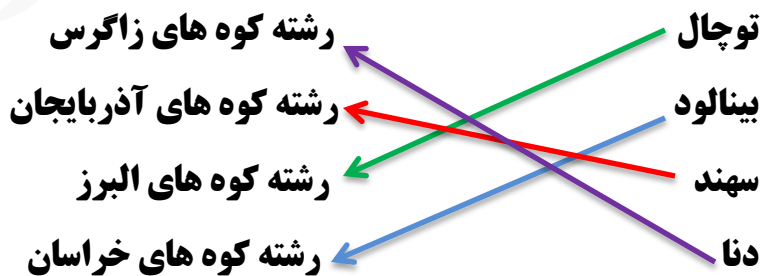 توچال
رشته کوه های زاگرس
بینالود
رشته کوه های آذربایجان
سهند
رشته کوه های البرز
دنا
رشته کوه های خراسان